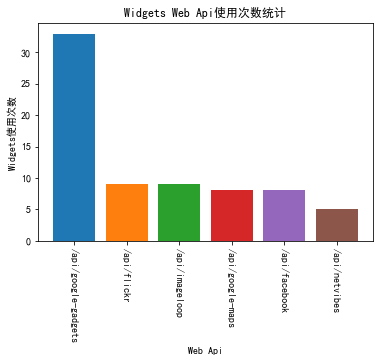 Widgets Web Api使用次数统计
Widgets使用次数
30
25
20
15
10
5
0
/api/google-gadgets
/api/flickr
/api/imageloop
/api/google-maps
/api/facebook
/api/netvibes
Web Api